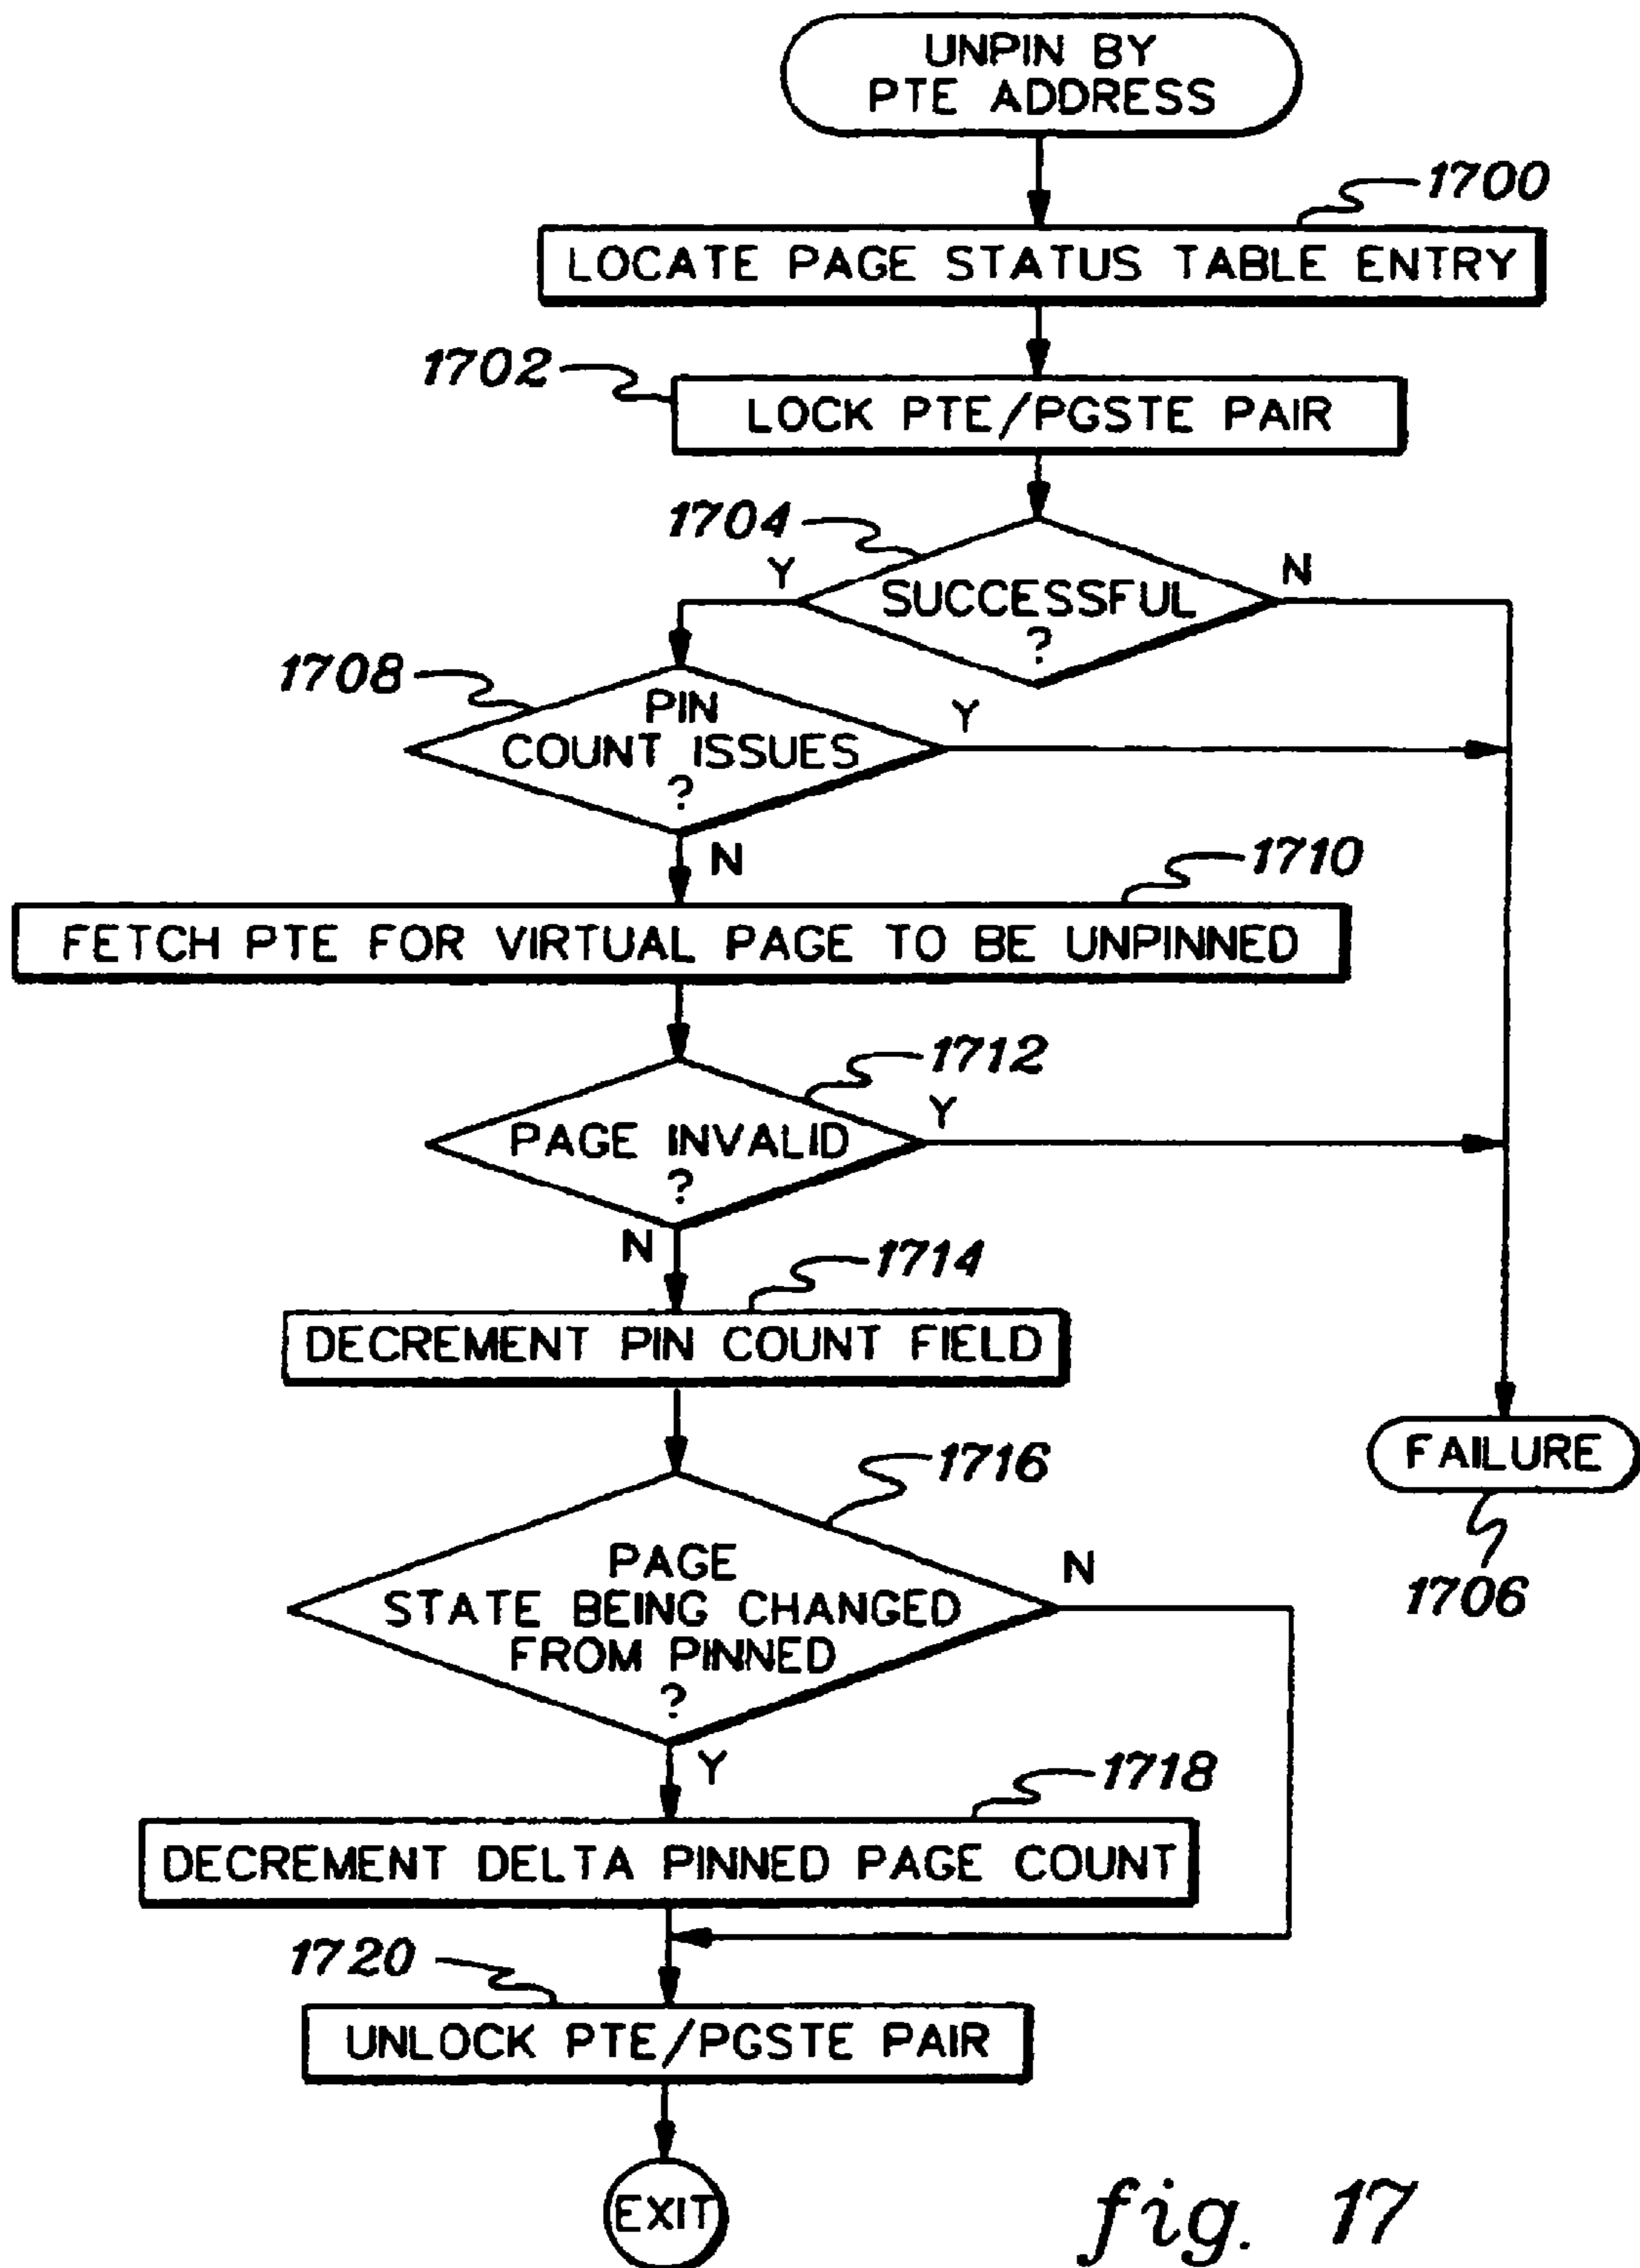 UNPIN BY
PTE ADDRESS
1700
LOCATE PAGE STATUS TABLE ENTRY
1702
LOCK PTE/PGSTE PAIR
1704
Y
N
SUCCESSFUL
?
1708
PIN
COUNT ISSUES
?
Y
N
1710
FETCH PTE FOR VIRTUAL PAGE TO BE UNPINNED
1712
Y
PAGE INVALID
?
N
1714
DECREMENT PIN COUNT FIELD
FAILURE
1706
1716
PAGE
STATE BEING CHANGED
FROM PINNED
?
N
Y
1718
DECREMENT DELTA PINNED PAGE COUNT
1720
UNLOCK PTE/PGSTE PAIR
EXIT
fig. 17